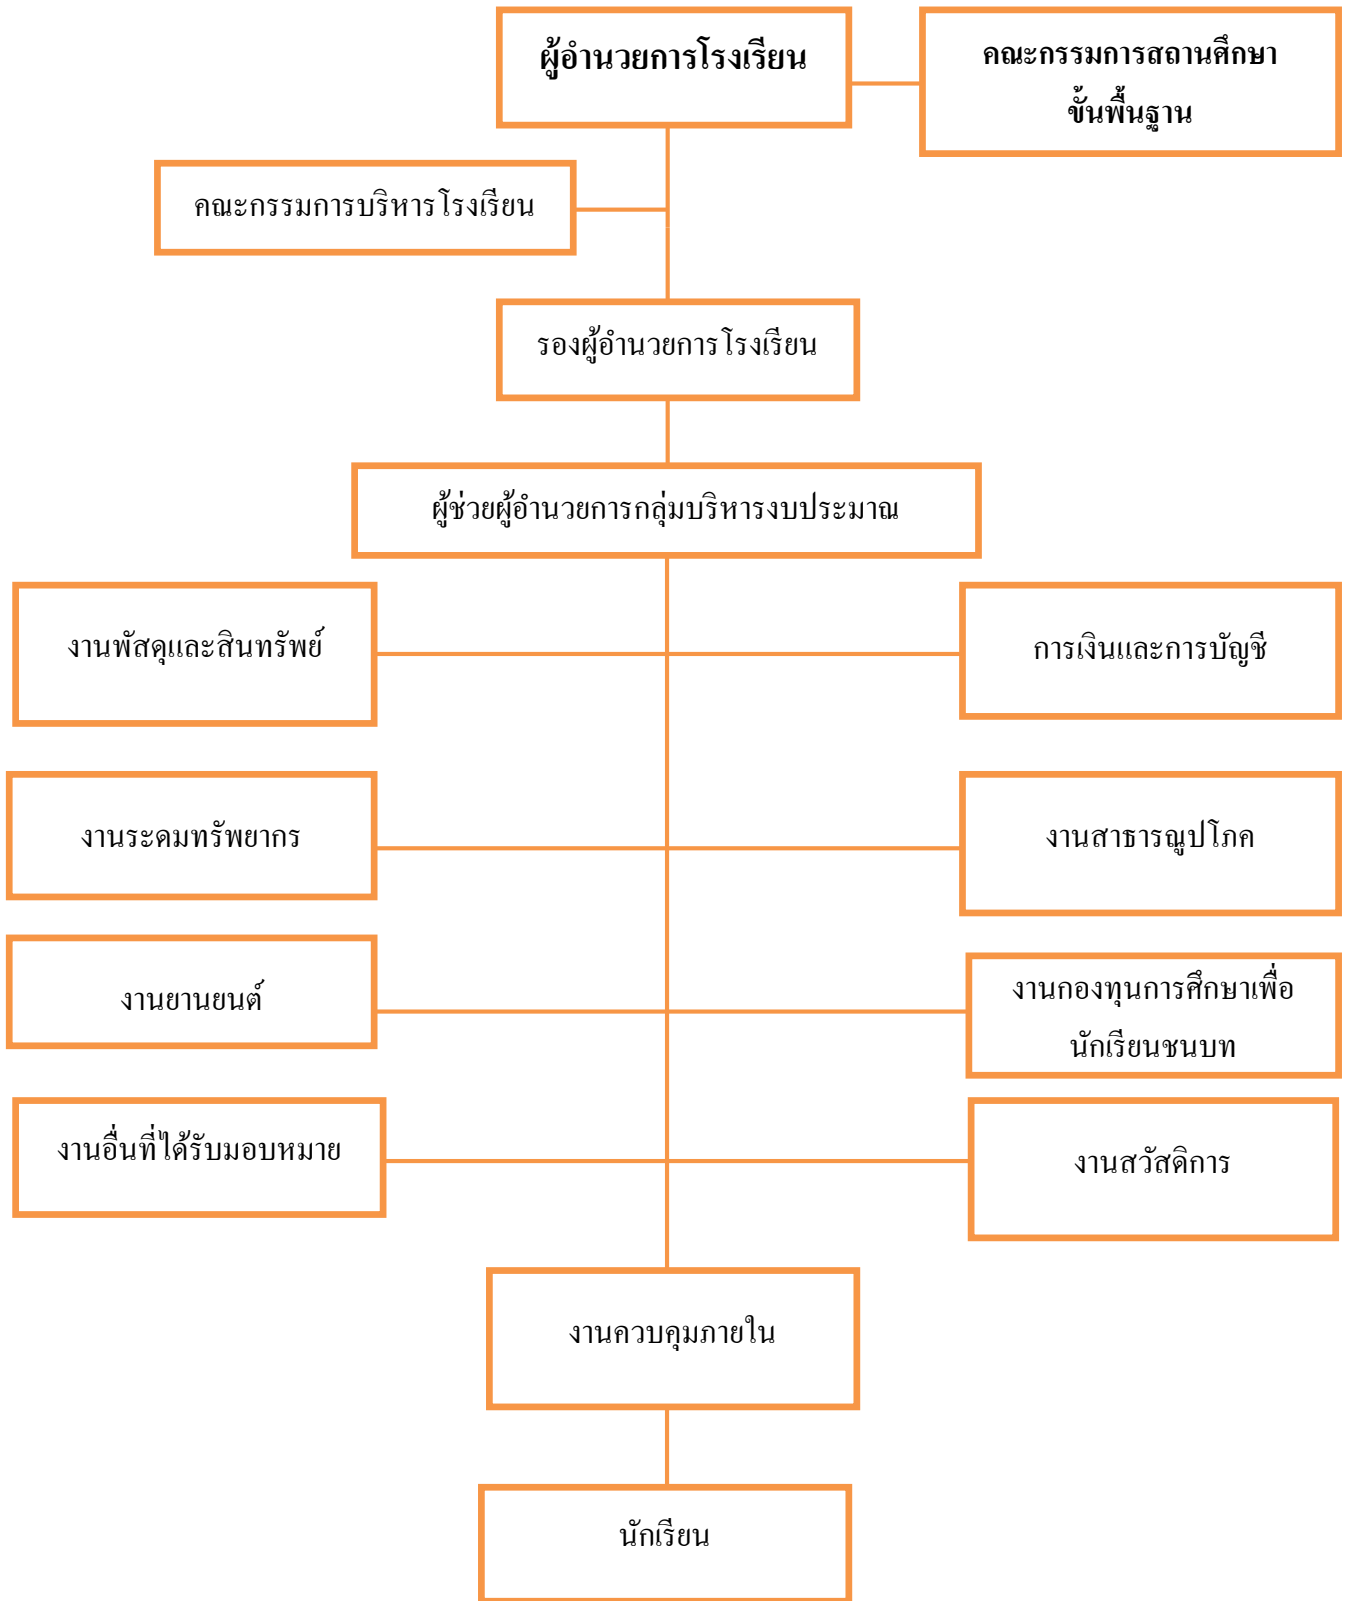 ผู้อำนวยการโรงเรียน
คณะกรรมการสถานศึกษา
ขั้นพื้นฐาน
คณะกรรมการบริหารโรงเรียน
รองผู้อำนวยการโรงเรียน
ผู้ช่วยผู้อำนวยการกลุ่มบริหารงบประมาณ
งานพัสดุและสินทรัพย์
การเงินและการบัญชี
งานระดมทรัพยากร
งานสาธารณูปโภค
งานยานยนต์
งานกองทุนการศึกษาเพื่อ
นักเรียนชนบท
งานอื่นที่ได้รับมอบหมาย
งานสวัสดิการ
งานควบคุมภายใน
นักเรียน